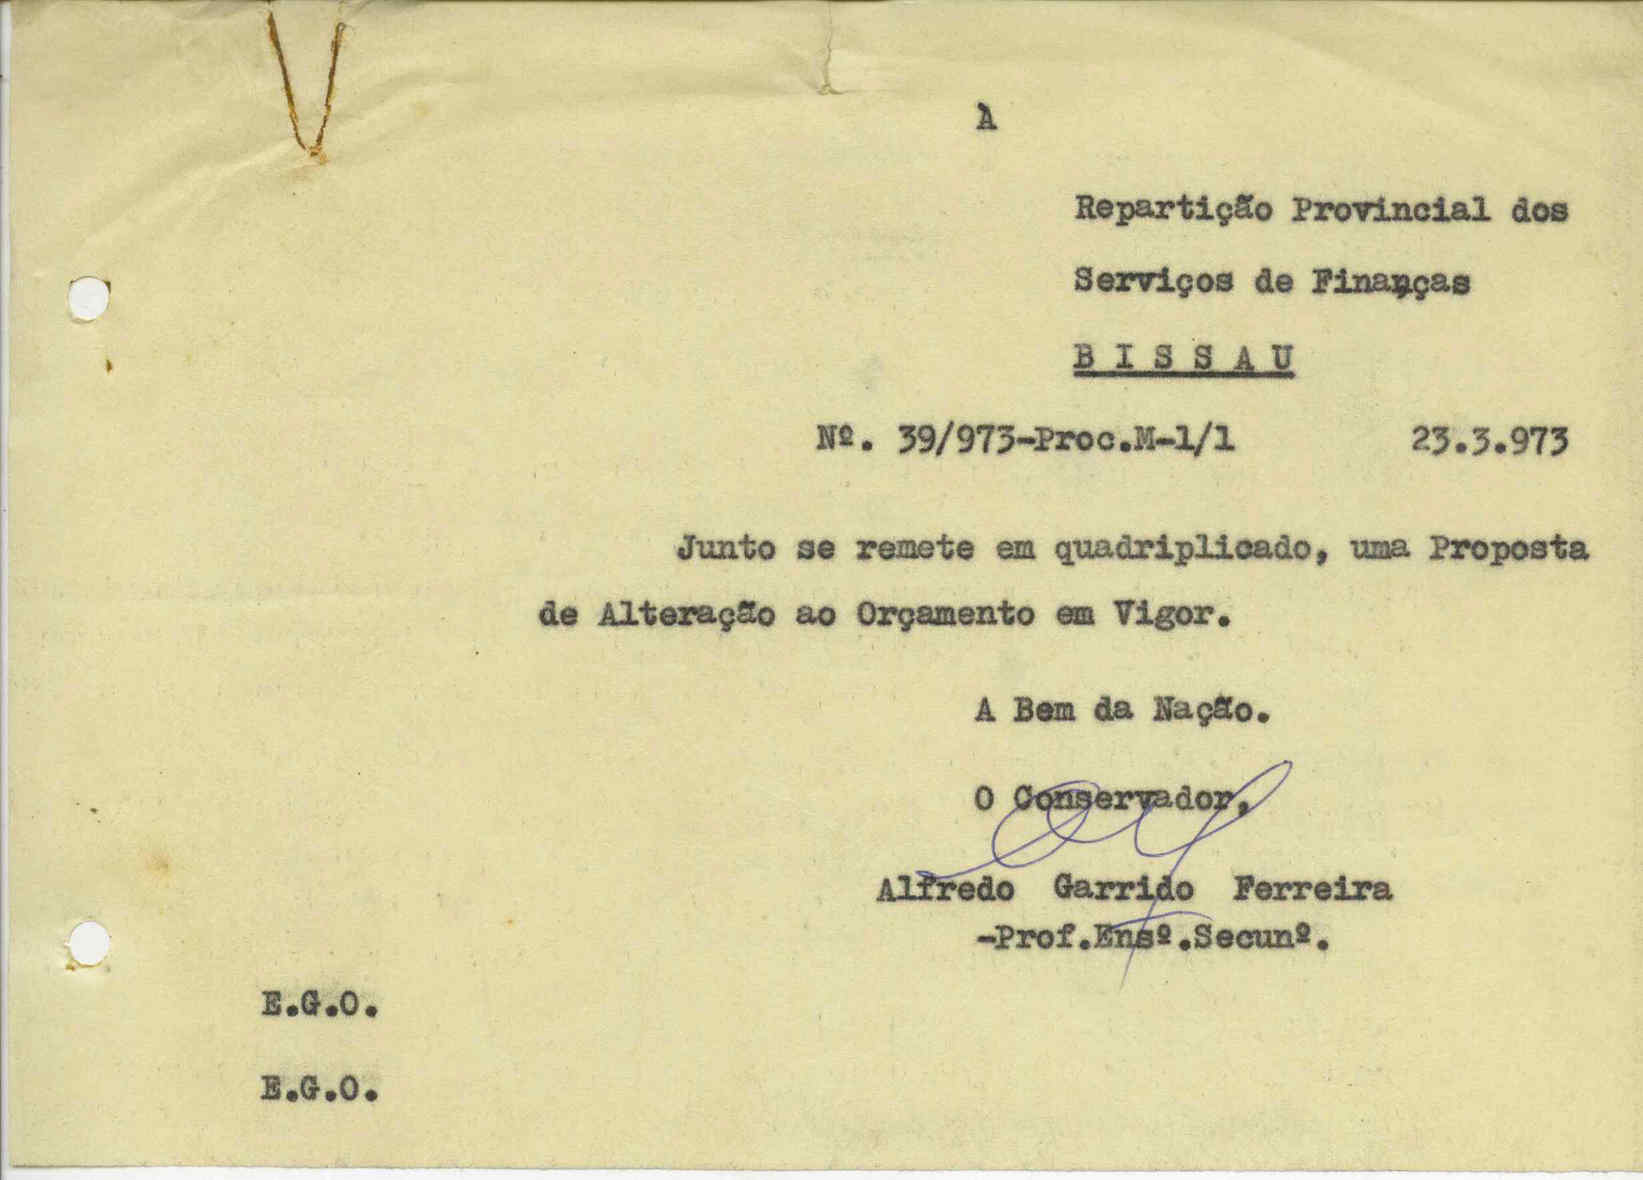 À
Repartição Provincial dos
Serviços de Finanças
B I S S A U
Nº. 39/973-Proc.M-1/1 23.3.973
Junto se remete em quadriplicado, uma Proposta
de Alteração ao Orçamento em Vigor.
A Bem da Nação.
O Conservador,
Alfredo Garrido Ferreira
-Prof.Ensº.Secunº.
E.G.O.
E.G.O.